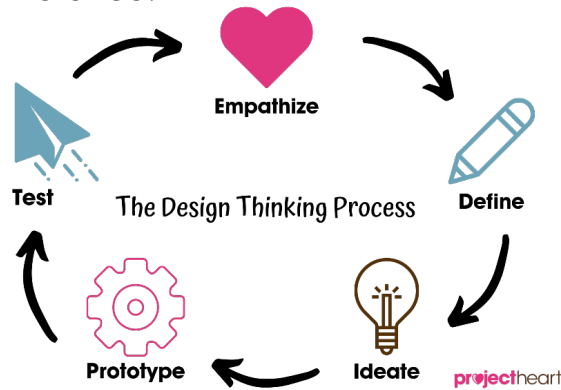 Empathize
Define
Ideate
Prototype
Test
The Design Thinking Process
projectheart